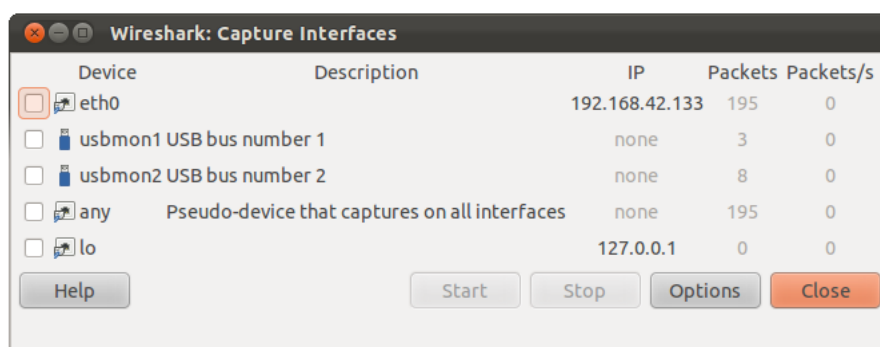 Wireshark: Capture Interfaces
Device Description IP Packets Packets/s
eth0 192.168.42.133 195 0
usbmon1 USB bus number 1 none 3 0
usbmon2 USB bus number 2 none 8 0
any Pseudo-device that captures on all interfaces none 195 0
lo 127.0.0.1 0 0
Help Start Stop Options Close